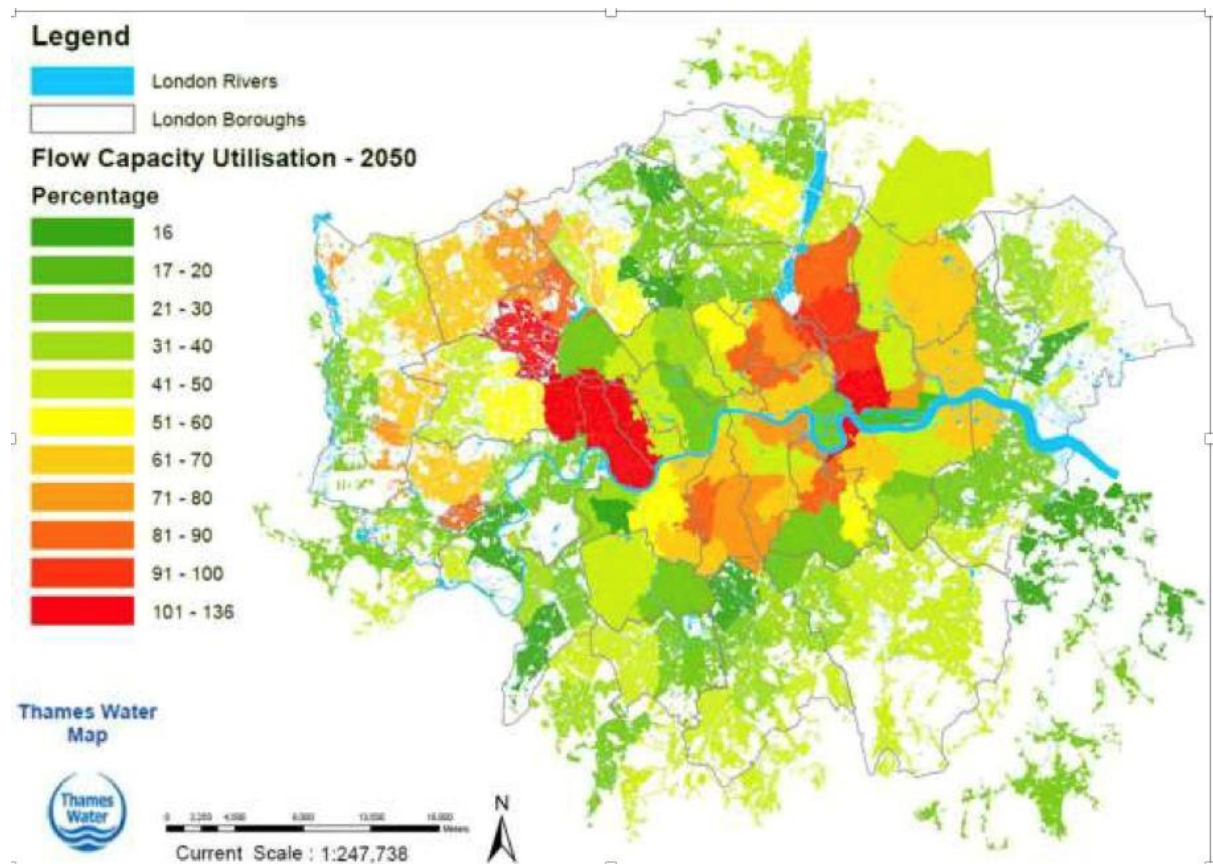 Legend
London Rivers
London Boroughs
Flow Capacity Utilisation - 2050
Percentage
16
17 - 20
21 - 30
31 - 40
41 - 50
51 - 60
61 - 70
71 - 80
81 - 90
91 - 100
101 - 136
Thames Water
Map
Thames
Water
N
0
Meters
Current Scale : 1:247,738